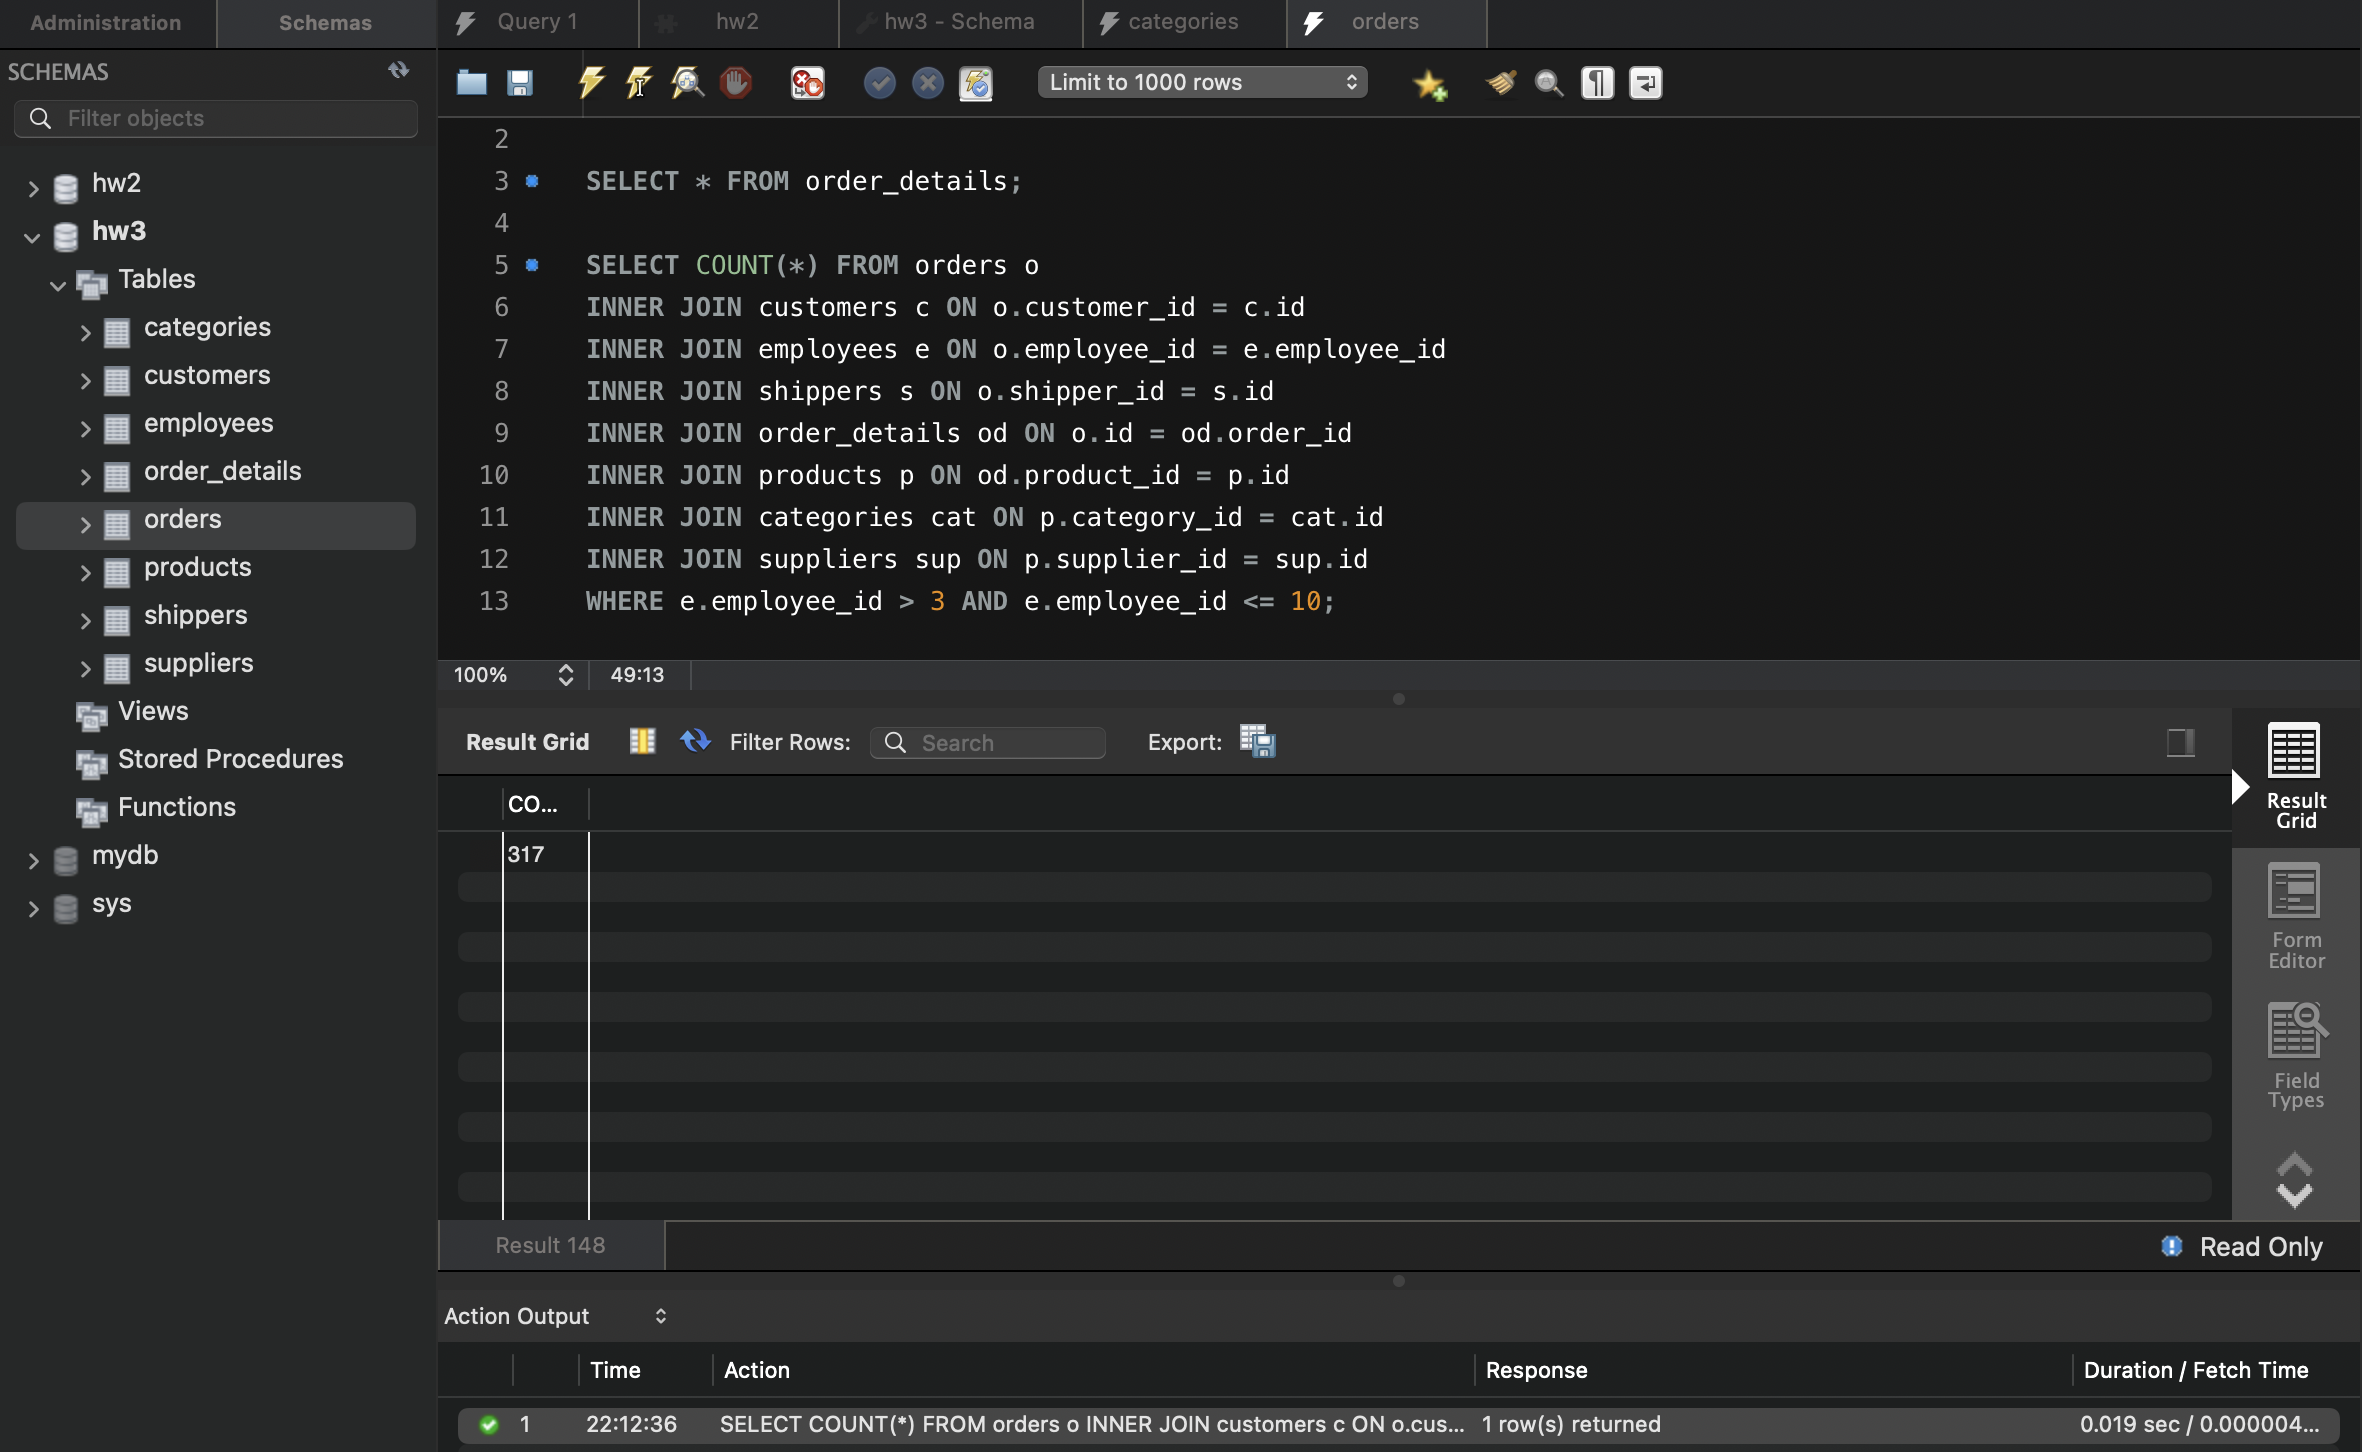 Administration
Schemas
Query 1
hw2
hw3 - Schema
categories
orders
SCHEMAS
Filter objects
hw2
hw3
Tables
categories
customers
employees
order_details
orders
products
shippers
suppliers
Views
Stored Procedures
Functions
mydb
sys
Limit to 1000 rows
2
3 SELECT * FROM order_details;
4
5 SELECT COUNT(*) FROM orders o
6 INNER JOIN customers c ON o.customer_id = c.id
7 INNER JOIN employees e ON o.employee_id = e.employee_id
8 INNER JOIN shippers s ON o.shipper_id = s.id
9 INNER JOIN order_details od ON o.id = od.order_id
10 INNER JOIN products p ON od.product_id = p.id
11 INNER JOIN categories cat ON p.category_id = cat.id
12 INNER JOIN suppliers sup ON p.supplier_id = sup.id
13 WHERE e.employee_id > 3 AND e.employee_id <= 10;
100% 49:13
Result Grid Filter Rows: Search Export:
CO...
317
Result
Grid
Form
Editor
Field
Types
Result 148
Read Only
Action Output
Time Action Response Duration / Fetch Time
1 22:12:36 SELECT COUNT(*) FROM orders o INNER JOIN customers c ON o.cus... 1 row(s) returned 0.019 sec / 0.000004...